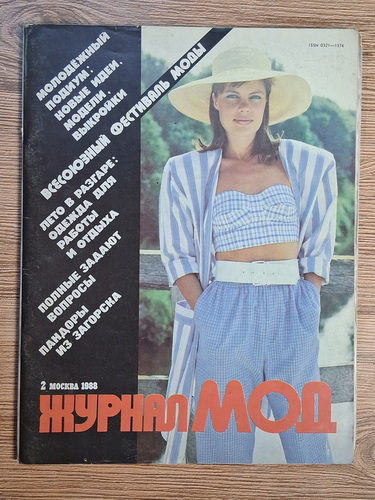 ISSN 0571—1576
МОЛОДЕЖНЫЙ
ПОДИУМ:
НОВЫЕ ИДЕИ.
МОДЕЛИ.
ВЫКРОЙКИ
ВСЕСОЮЗНЫЙ ФЕСТИВАЛЬ МОДЫ
ЛЕТО В РАЗГАРЕ:
ОДЕЖДА ДЛЯ
РАБОТЫ
И ОТДЫХА
ПОЛНЫЕ ЗАДАЮТ
ВОПРОСЫ
ПАНДОРЫ
ИЗ ЗАГОРСКА
2 МОСКВА 1988
ЖУРНАЛ МОД